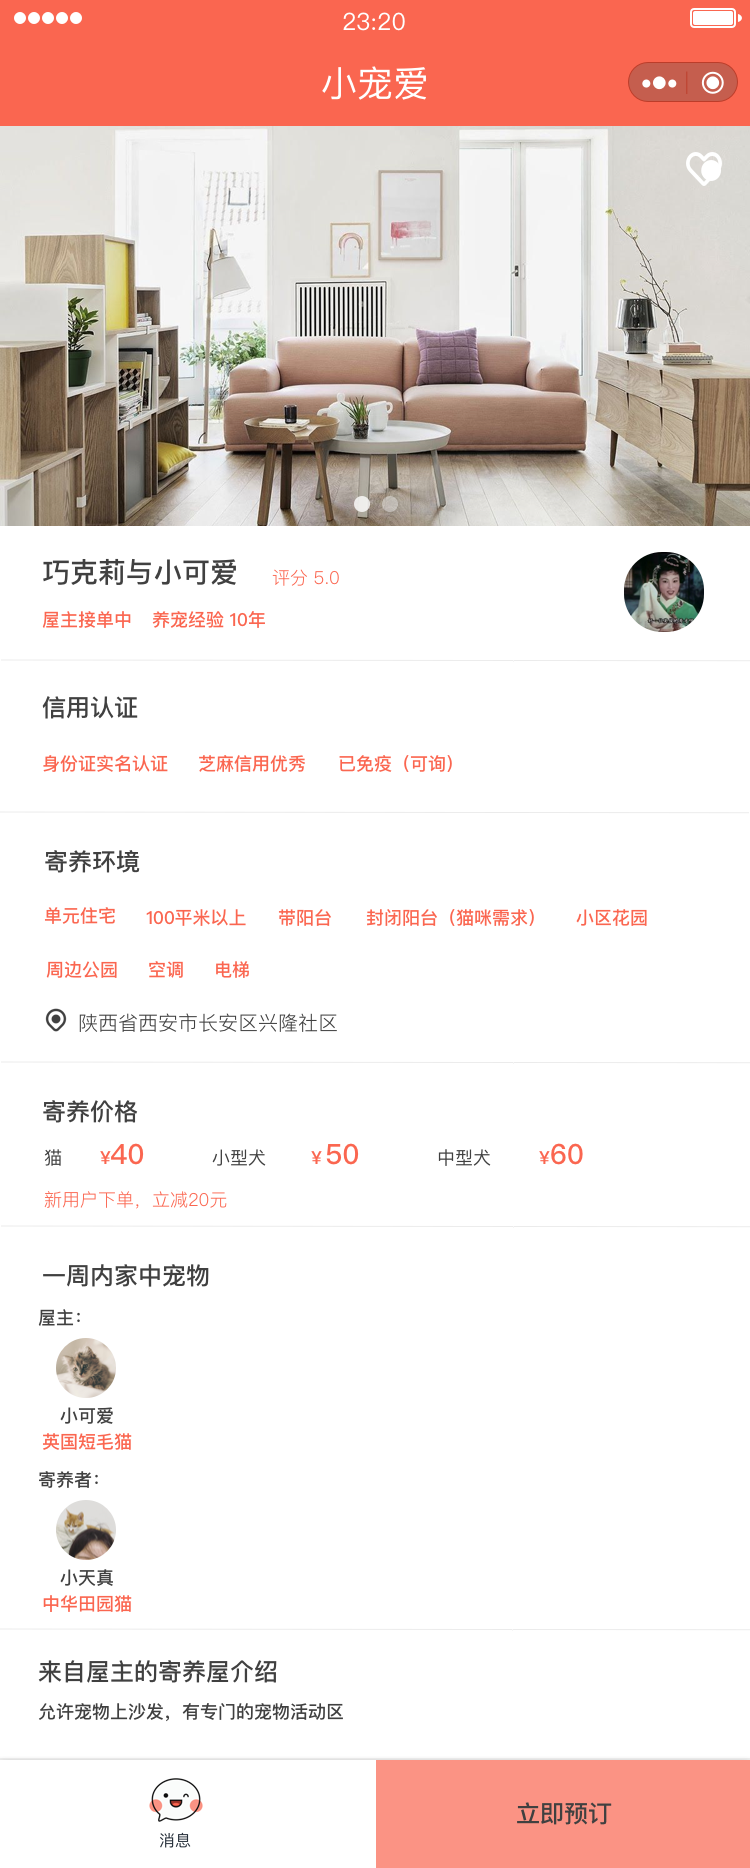 23:20
小宠爱
巧克莉与小可爱 评分 5.0
屋主接单中 养宠经验 10年
信用认证
身份证实名认证 芝麻信用优秀 已免疫（可询）
寄养环境
单元住宅 100平米以上 带阳台 封闭阳台（猫咪需求） 小区花园
周边公园 空调 电梯
陕西省西安市长安区兴隆社区
寄养价格
猫 ¥40 小型犬 ¥50 中型犬 ¥60
新用户下单，立减20元
一周内家中宠物
屋主：
小可爱
英国短毛猫
寄养者：
小天真
中华田园猫
来自屋主的寄养屋介绍
允许宠物上沙发，有专门的宠物活动区
消息 立即预订